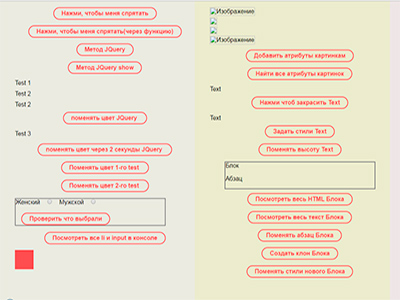 Нажми, чтобы меня спрятать
Нажми, чтобы меня спрятать(через функцию)
Метод JQuery
Метод JQuery show
Test 1
Test 2
Test 2
поменять цвет JQuery
Test 3
поменять цвет через 2 секунды JQuery
Поменять цвет 1-го test
Поменять цвет 2-го test
Женский Мужской
Проверить что выбрали
Посмотреть все li и input в консоле
Изображение
Изображение
Добавить атрибуты картинкам
Найти все атрибуты картинок
Text
Нажми чтоб закрасить Text
Text
Задать стили Text
Поменять высоту Text
Блок
Абзац
Посмотреть весь HTML Блока
Посмотреть весь текст Блока
Поменять абзац Блока
Создать клон Блока
Поменять стили нового Блока